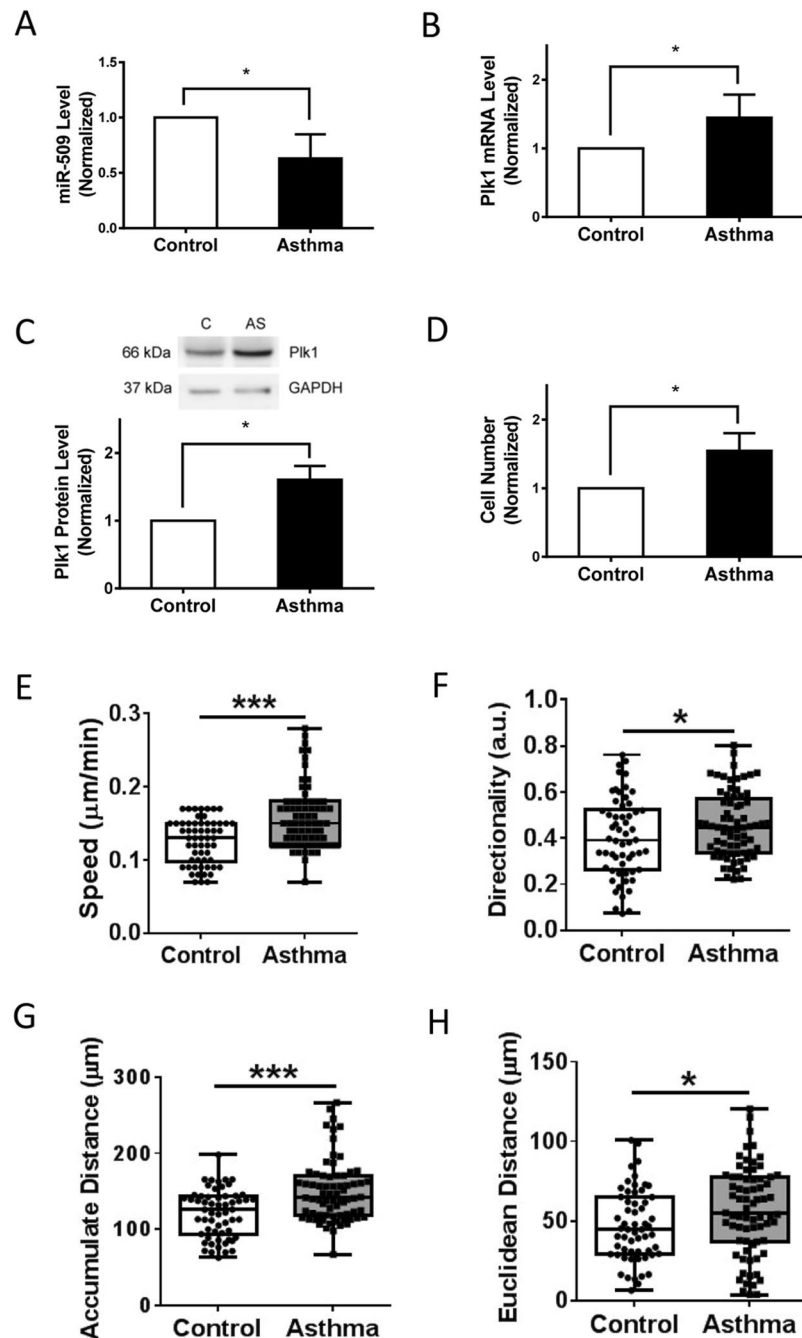 A
miR-509 Level
(Normalized)
1.5
1.0
0.5
0.0
*
Control Asthma
B
Plk1 mRNA Level
(Normalized)
2
1
0
*
Control Asthma
C
C AS
66 kDa Plk1
37 kDa GAPDH
Plk1 Protein Level
(Normalized)
2
1
0
*
Control Asthma
D
Cell Number
(Normalized)
2
1
0
*
Control Asthma
E
Speed (μm/min)
0.3
0.2
0.1
0.0
***
Control Asthma
F
Directionality (a.u.)
1.0
0.8
0.6
0.4
0.2
0.0
*
Control Asthma
G
Accumulate Distance (μm)
300
200
100
0
***
Control Asthma
H
Euclidean Distance (μm)
150
100
50
0
*
Control Asthma